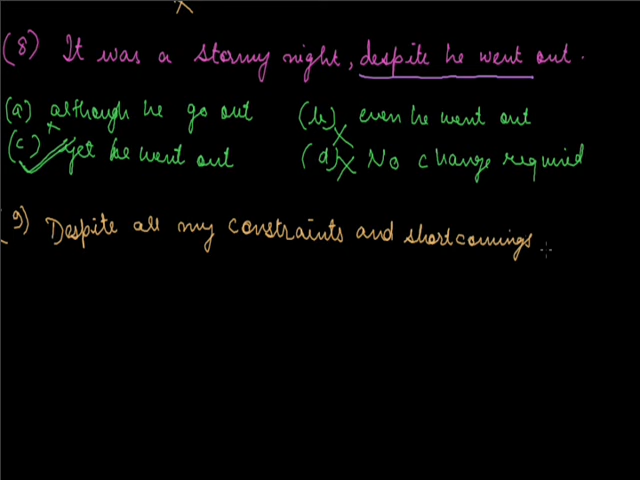 (8) It was a stormy night, despite he went out.
(a) although he go out (b) even he went out
(c) yet he went out (d) No change required
(9) Despite all my constraints and shortcomings